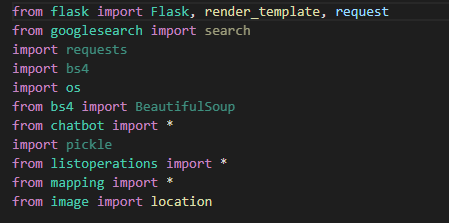 from flask import Flask, render_template, request
from googlesearch import search
import requests
import bs4
import os
from bs4 import BeautifulSoup
from chatbot import *
import pickle
from listoperations import *
from mapping import *
from image import location